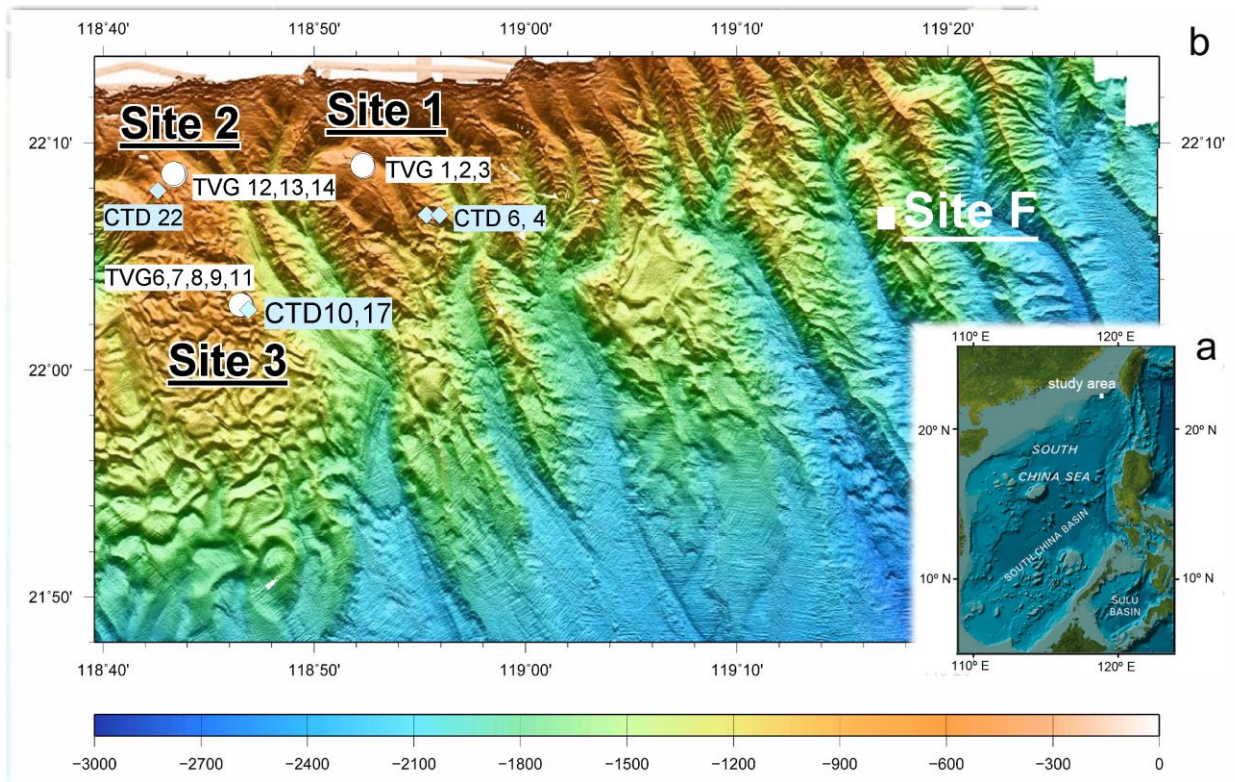 118°40' 118°50' 119°00' 119°10' 119°20'
b
22°10' 22°10'
22°00'
21°50'
Site 2
Site 1
TVG 1,2,3
TVG 12,13,14
CTD 22
CTD 6, 4
Site F
TVG6,7,8,9,11
CTD10,17
Site 3
110° E 120° E
a
study area
20° N 20° N
SOUTH
CHINA SEA
SOUTH CHINA BASIN
10° N 10° N
SULU
BASIN
110° E 120° E
118°40' 118°50' 119°00' 119°10'
−3000 −2700 −2400 −2100 −1800 −1500 −1200 −900 −600 −300 0